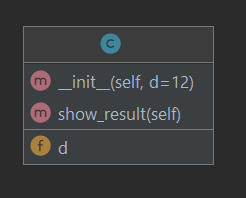 C
m __init__(self, d=12)
m show_result(self)
f d